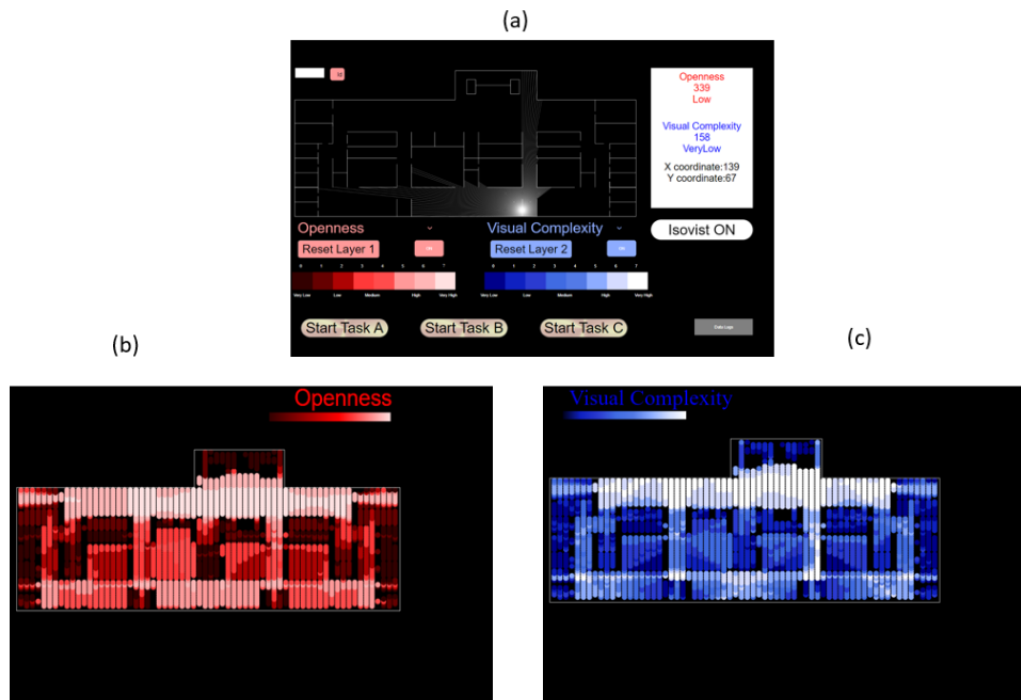 (a)
Openness
339
Low
Visual Complexity
158
VeryLow
X coordinate:139
Y coordinate:67
Isovist ON
Openness
Visual Complexity
Reset Layer 1
Reset Layer 2
0 1 2 3 4 5 6 7
0 1 2 3 4 5 6 7
Very Low Low Medium High Very High
Very Low Low Medium High Very High
Start Task A
Start Task B
Start Task C
(b)
(c)
Openness
Visual Complexity